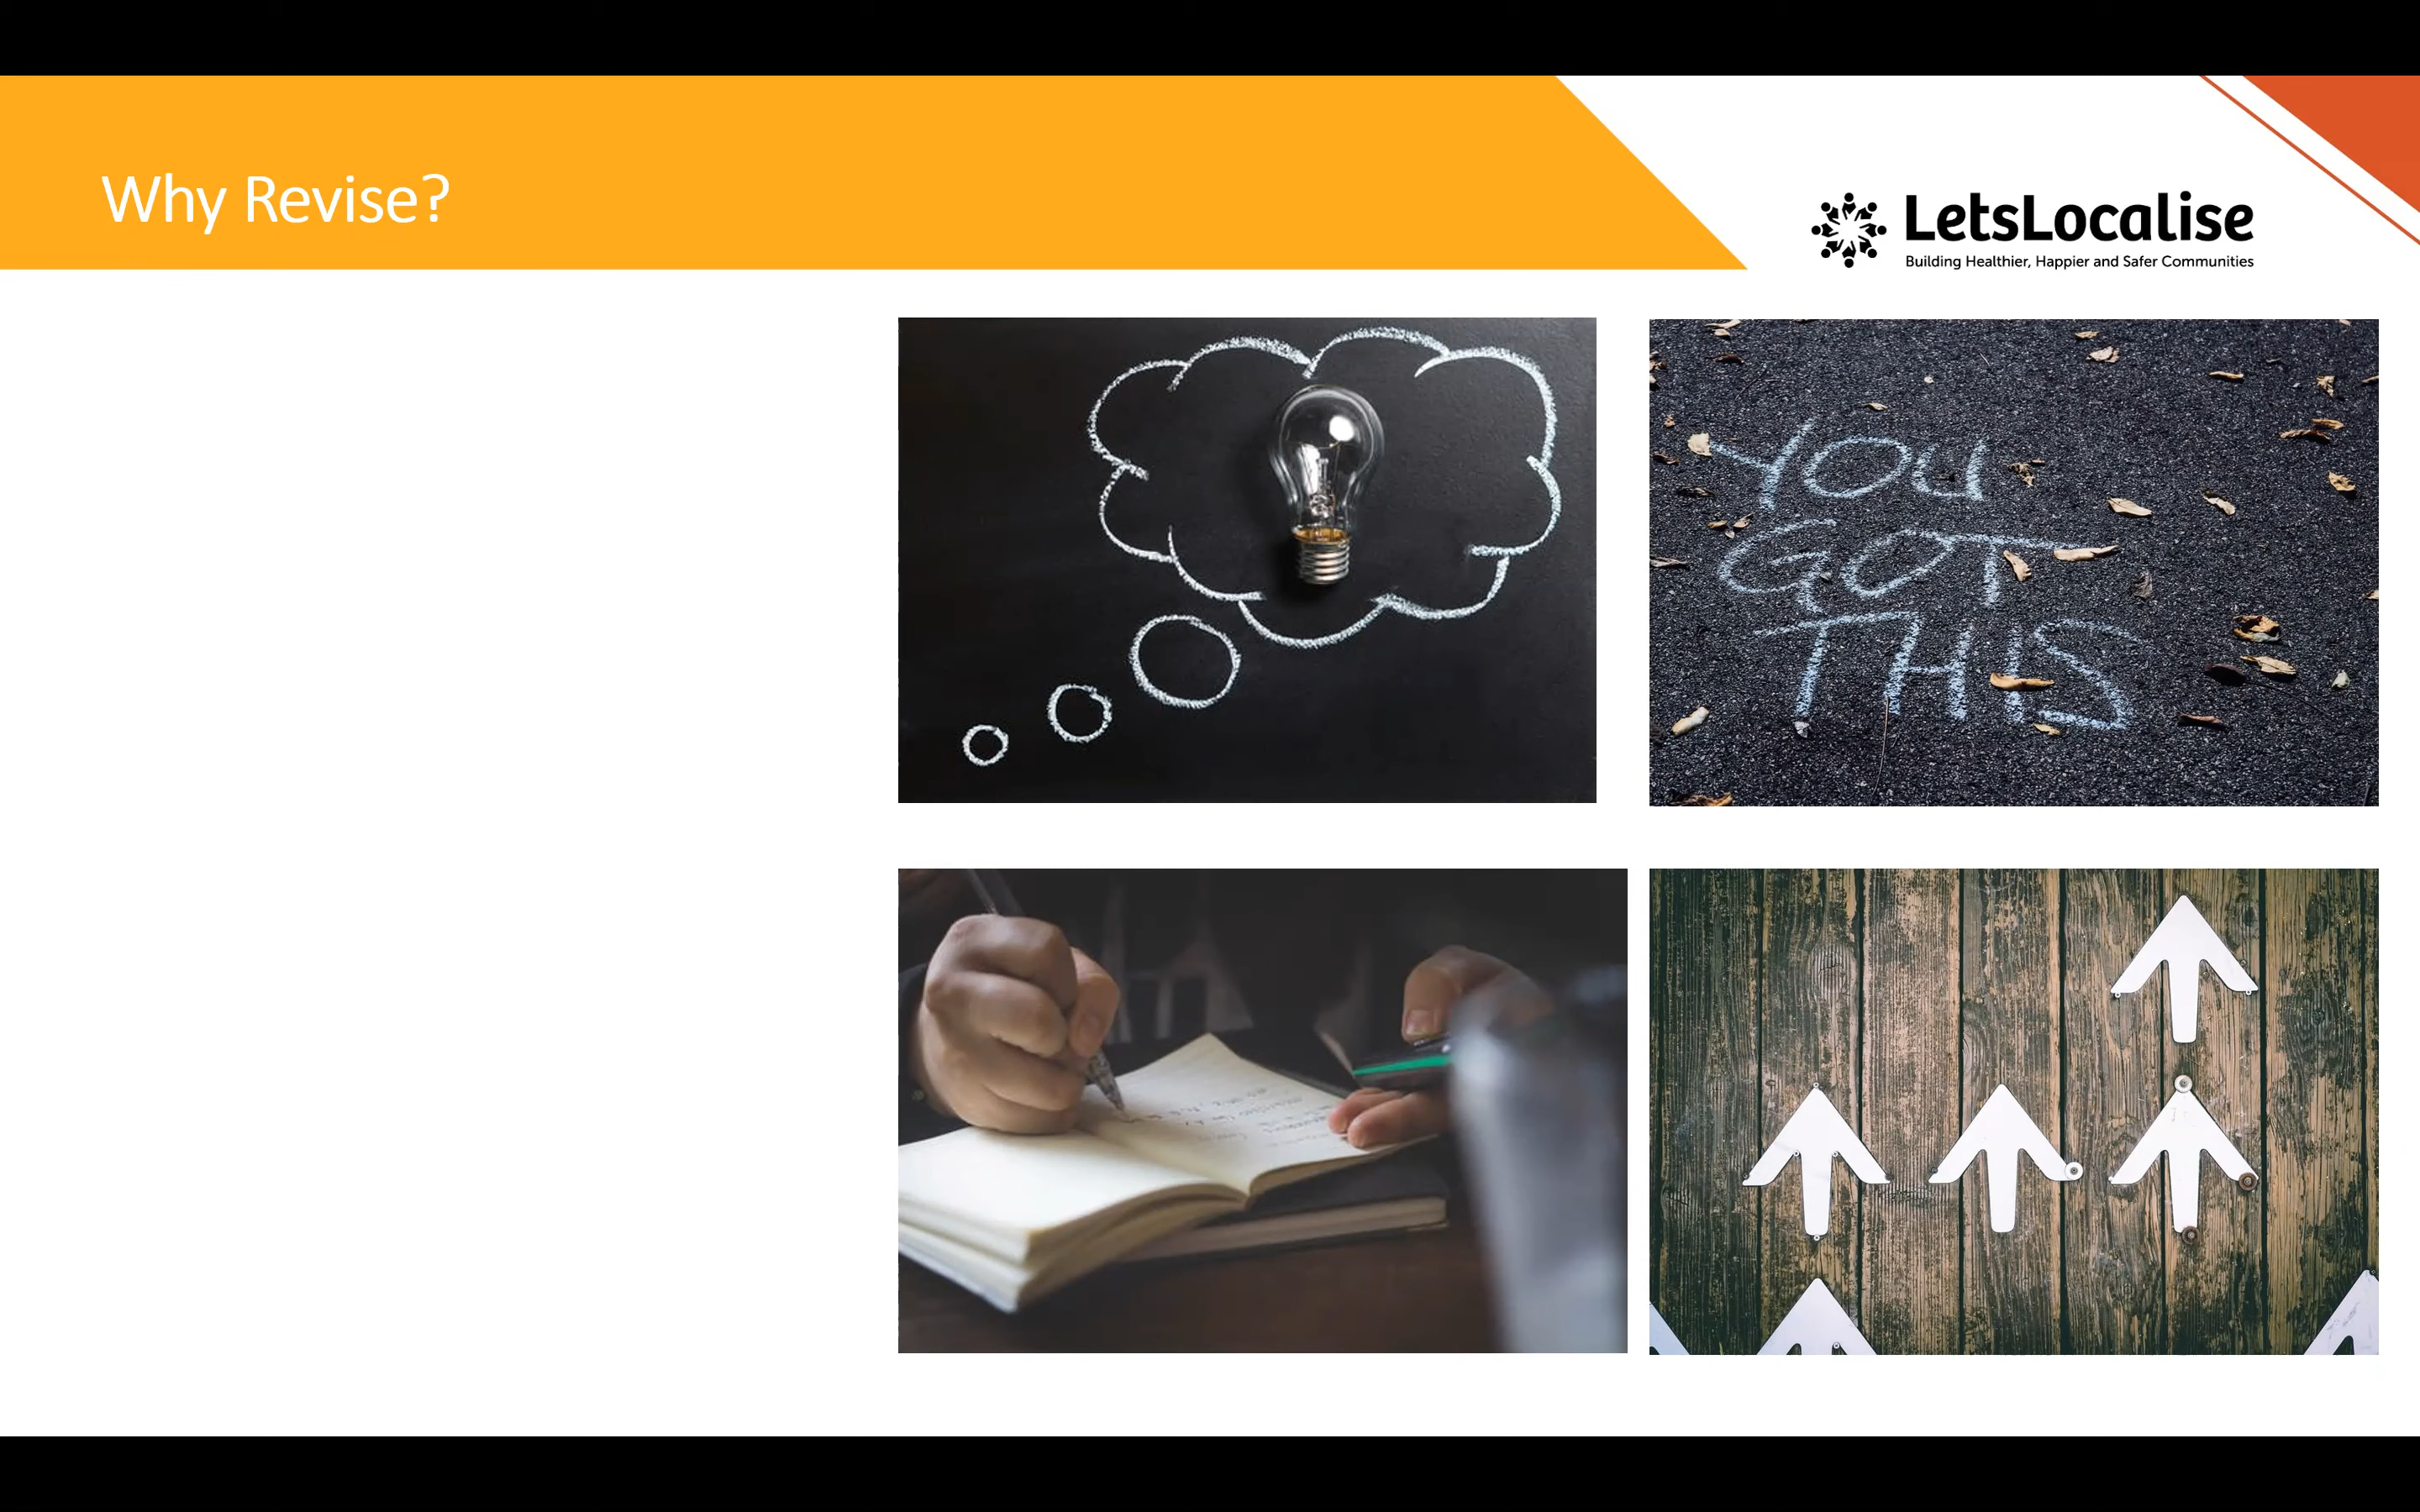 Why Revise?
LetsLocalise
Building Healthier, Happier and Safer Communities
YOU
GOT
THIS